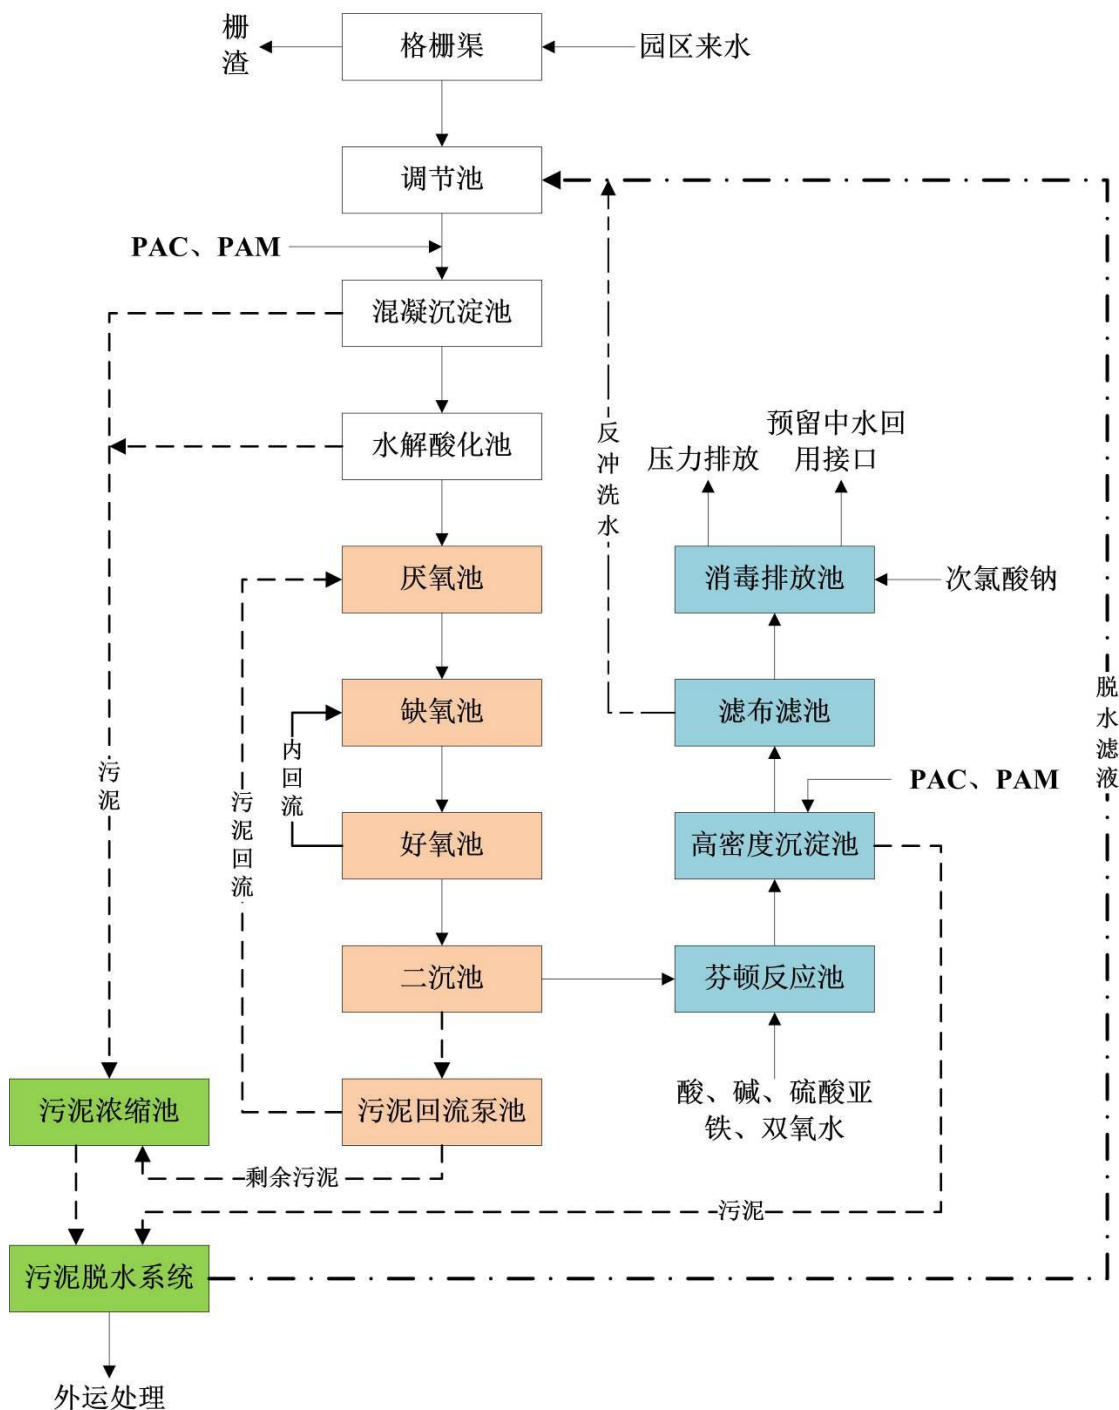 栅渣
格栅渠
园区来水
调节池
PAC、PAM
混凝沉淀池
水解酸化池
反冲洗水
压力排放
预留中水回
用接口
厌氧池
消毒排放池
次氯酸钠
缺氧池
滤布滤池
脱水滤液
污泥
污泥回流
内回流
PAC、PAM
好氧池
高密度沉淀池
二沉池
芬顿反应池
污泥浓缩池
污泥回流泵池
酸、碱、硫酸亚
铁、双氧水
剩余污泥
污泥
污泥脱水系统
外运处理